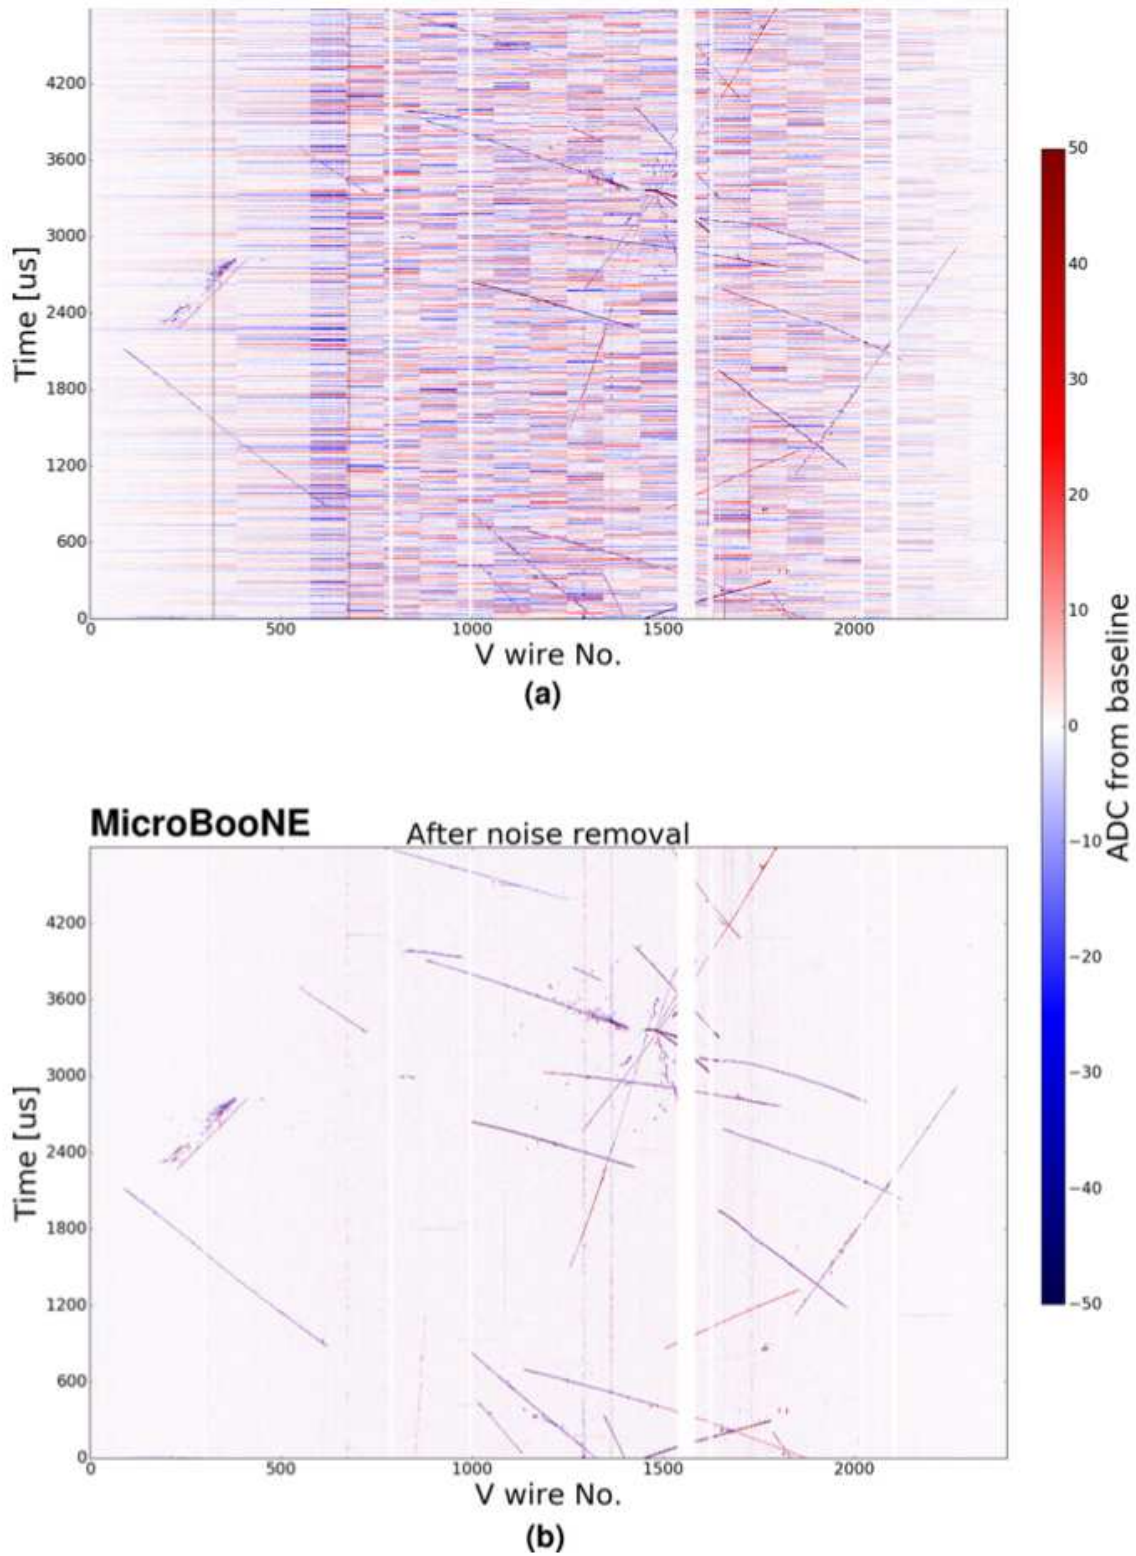 4200
3600
3000
2400
1800
1200
600
0
Time [us]
0 500 1000 1500 2000
V wire No.
(a)
50
40
30
20
10
0
−10
−20
−30
−40
−50
ADC from baseline
MicroBooNE
After noise removal
4200
3600
3000
2400
1800
1200
600
0
Time [us]
0 500 1000 1500 2000
V wire No.
(b)